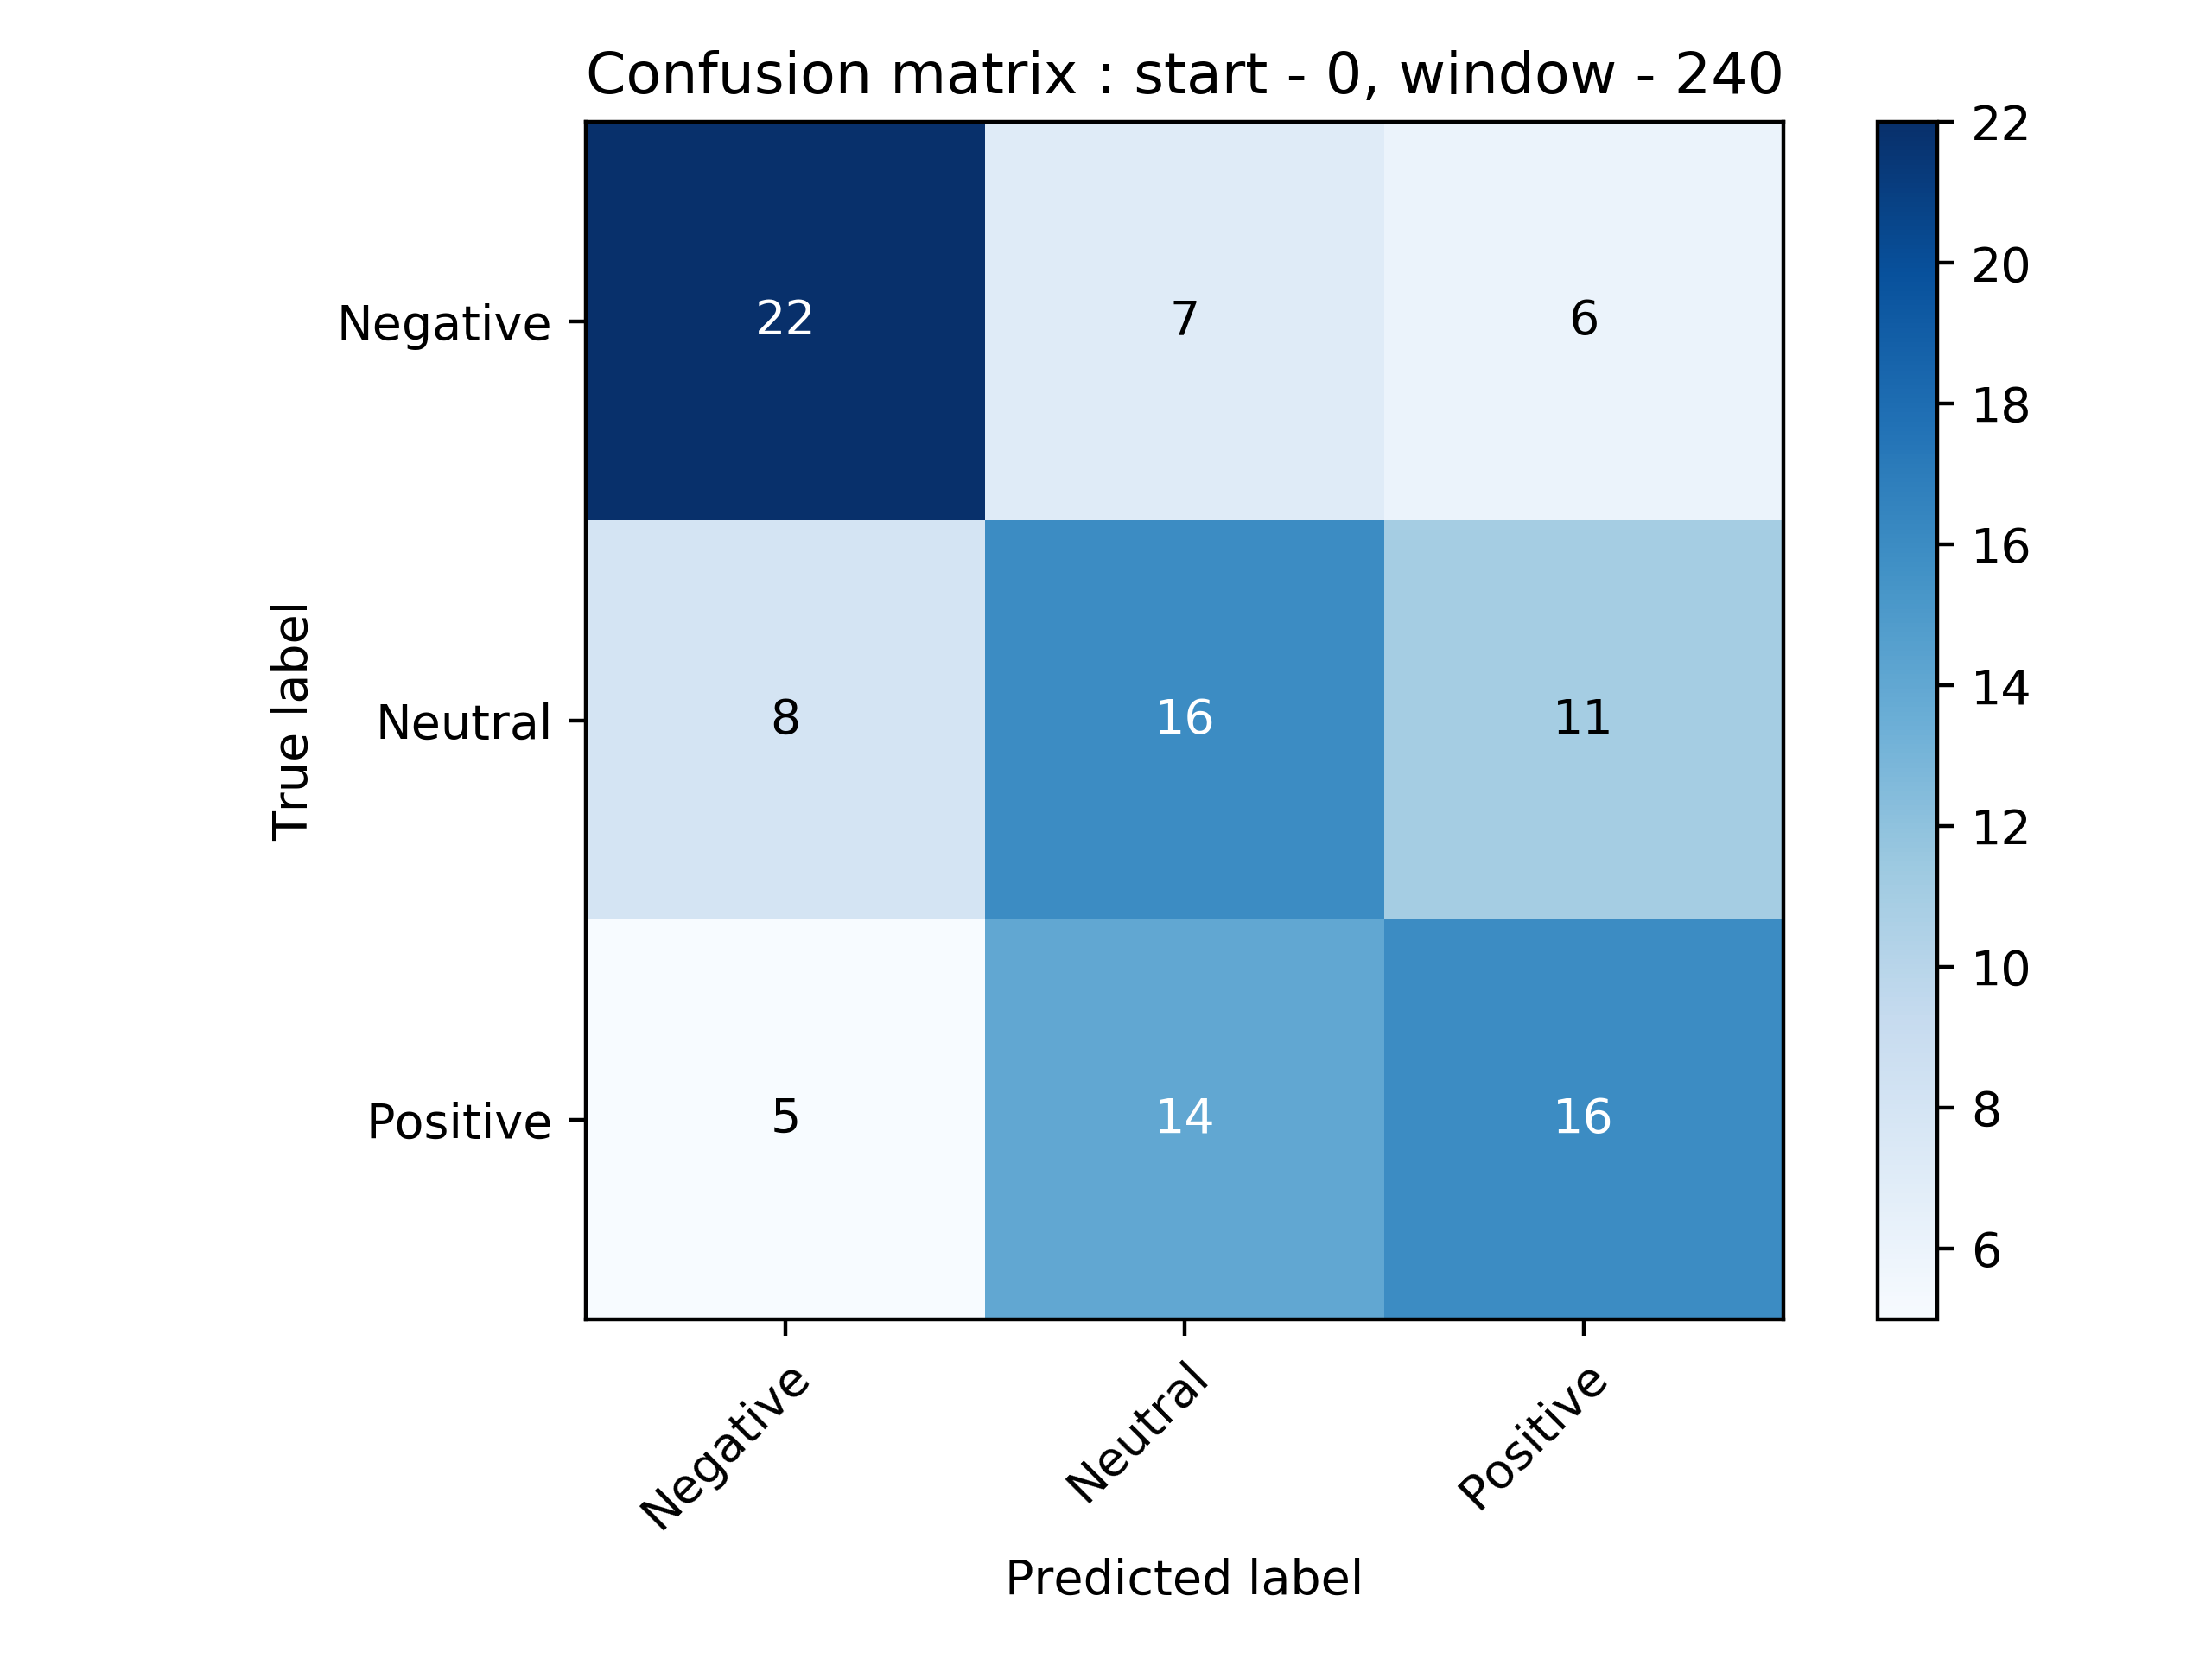 Confusion matrix : start - 0, window - 240
True label
Negative 22 7 6
Neutral 8 16 11
Positive 5 14 16
Negative Neutral Positive
Predicted label
22
20
18
16
14
12
10
8
6